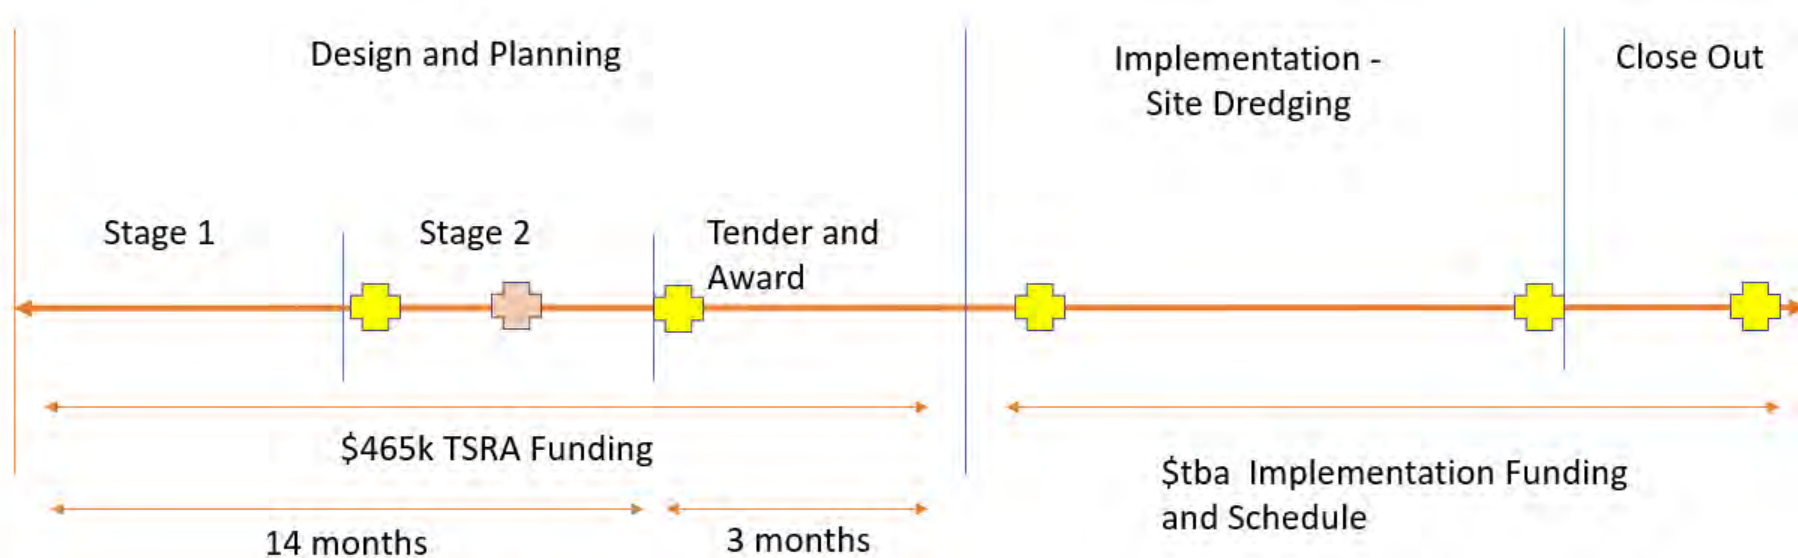 Design and Planning
Implementation -
Site Dredging
Close Out
Stage 1
Stage 2
Tender and
Award
$465k TSRA Funding
$tba  Implementation Funding
and Schedule
14 months
3 months